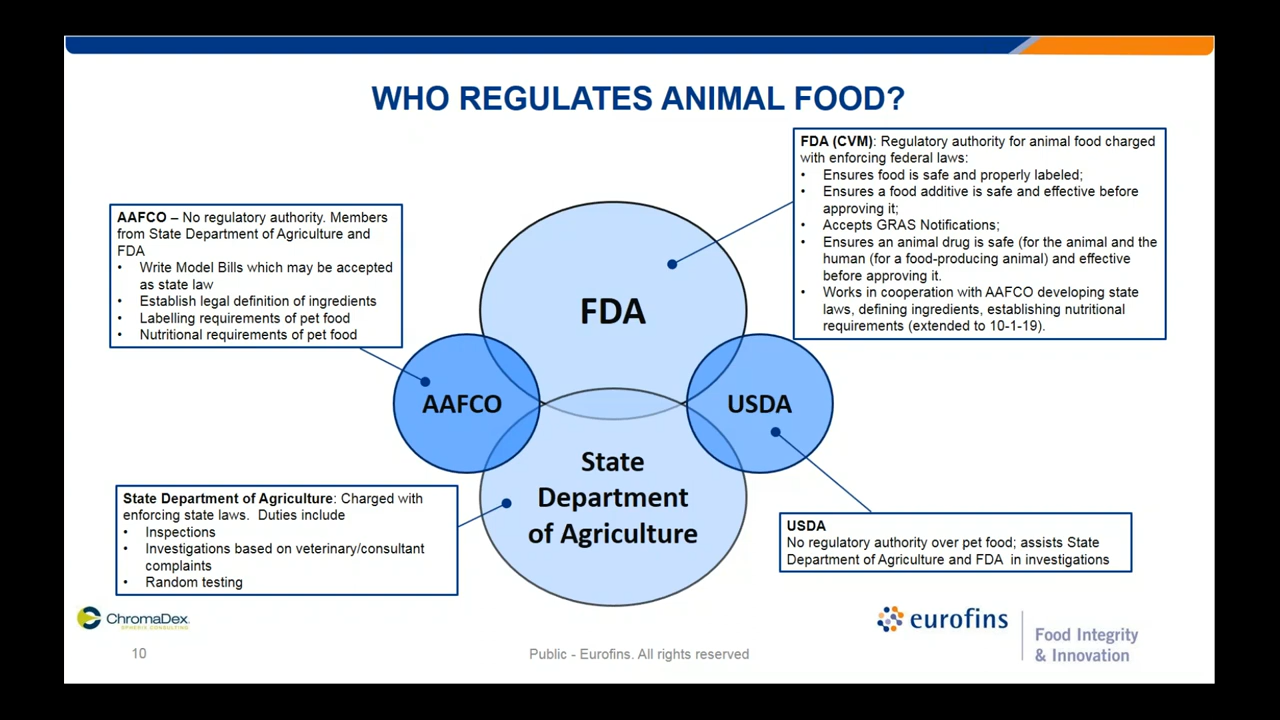 WHO REGULATES ANIMAL FOOD?
FDA (CVM): Regulatory authority for animal food charged
with enforcing federal laws:
• Ensures food is safe and properly labeled;
• Ensures a food additive is safe and effective before
approving it;
• Accepts GRAS Notifications;
• Ensures an animal drug is safe (for the animal and the
human (for a food-producing animal) and effective
before approving it.
• Works in cooperation with AAFCO developing state
laws, defining ingredients, establishing nutritional
requirements (extended to 10-1-19).
AAFCO – No regulatory authority. Members
from State Department of Agriculture and
FDA
• Write Model Bills which may be accepted
as state law
• Establish legal definition of ingredients
• Labelling requirements of pet food
• Nutritional requirements of pet food
FDA
AAFCO
USDA
State
Department
of Agriculture
State Department of Agriculture: Charged with
enforcing state laws. Duties include
• Inspections
• Investigations based on veterinary/consultant
complaints
• Random testing
USDA
No regulatory authority over pet food; assists State
Department of Agriculture and FDA in investigations
ChromaDex
eurofins
Food Integrity
& Innovation
10
Public - Eurofins. All rights reserved